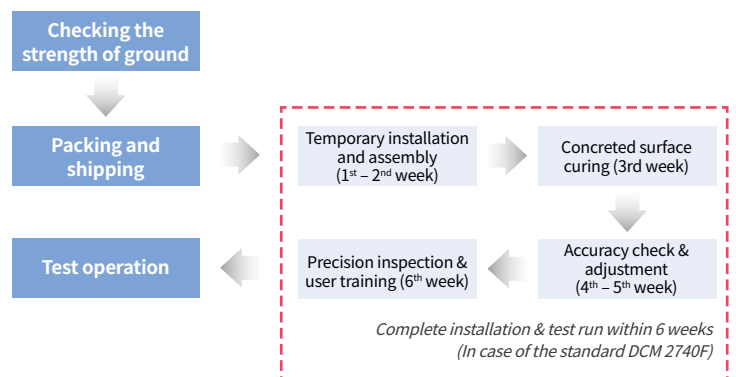 Checking the
strength of ground
Packing and
shipping
Temporary installation
and assembly
(1st – 2nd week)
Concreted surface
curing (3rd week)
Accuracy check &
adjustment
(4th – 5th week)
Precision inspection &
user training (6th week)
Test operation
Complete installation & test run within 6 weeks
(In case of the standard DCM 2740F)